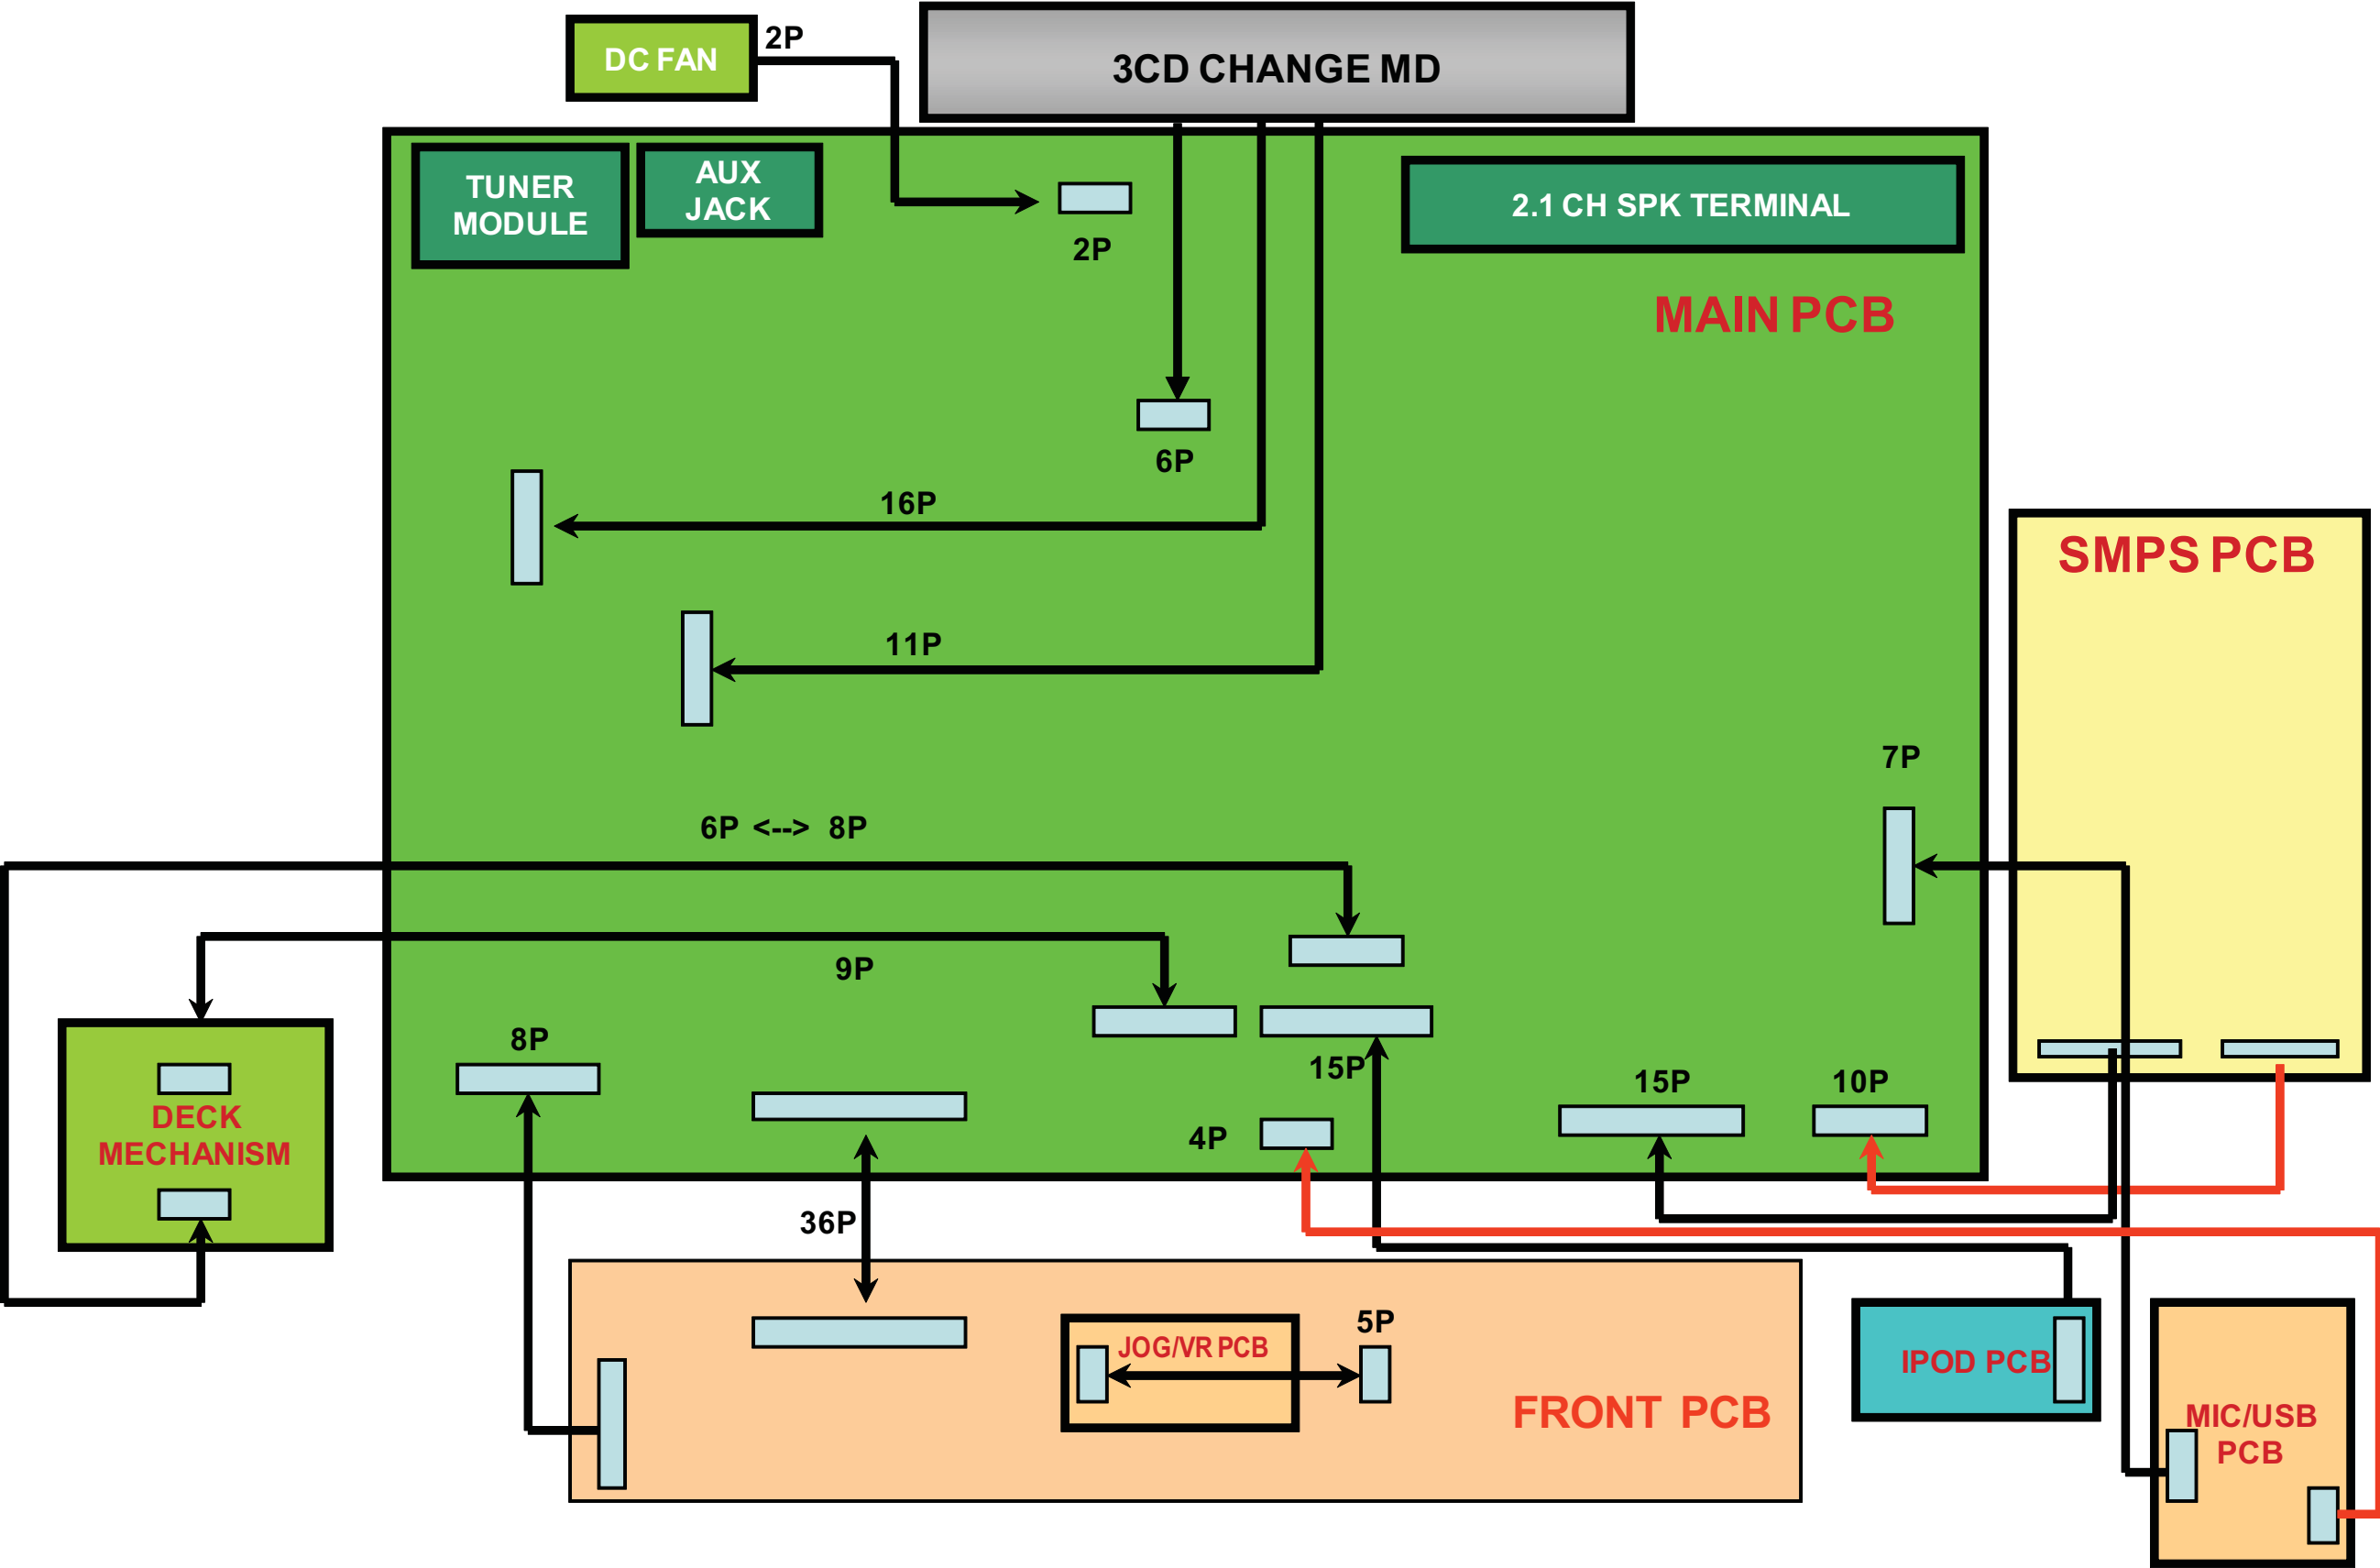 DC FAN
2P
3CD CHANGE MD
TUNER
MODULE
AUX
JACK
2P
2.1 CH SPK TERMINAL
MAIN PCB
6P
16P
11P
SMPS PCB
7P
6P <--> 8P
9P
8P
15P
15P
10P
4P
DECK
MECHANISM
36P
JOG/VR PCB
5P
FRONT PCB
IPOD PCB
MIC/USB
PCB